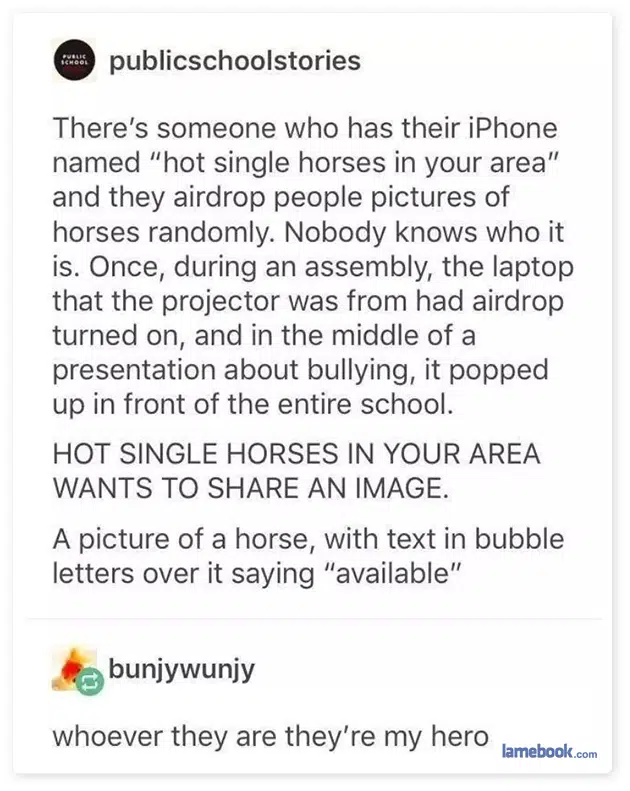 PUBLIC
SCHOOL
publicschoolstories
There’s someone who has their iPhone
named “hot single horses in your area”
and they airdrop people pictures of
horses randomly. Nobody knows who it
is. Once, during an assembly, the laptop
that the projector was from had airdrop
turned on, and in the middle of a
presentation about bullying, it popped
up in front of the entire school.
HOT SINGLE HORSES IN YOUR AREA
WANTS TO SHARE AN IMAGE.
A picture of a horse, with text in bubble
letters over it saying “available”
bunjywunjy
whoever they are they’re my hero
lamebook.com